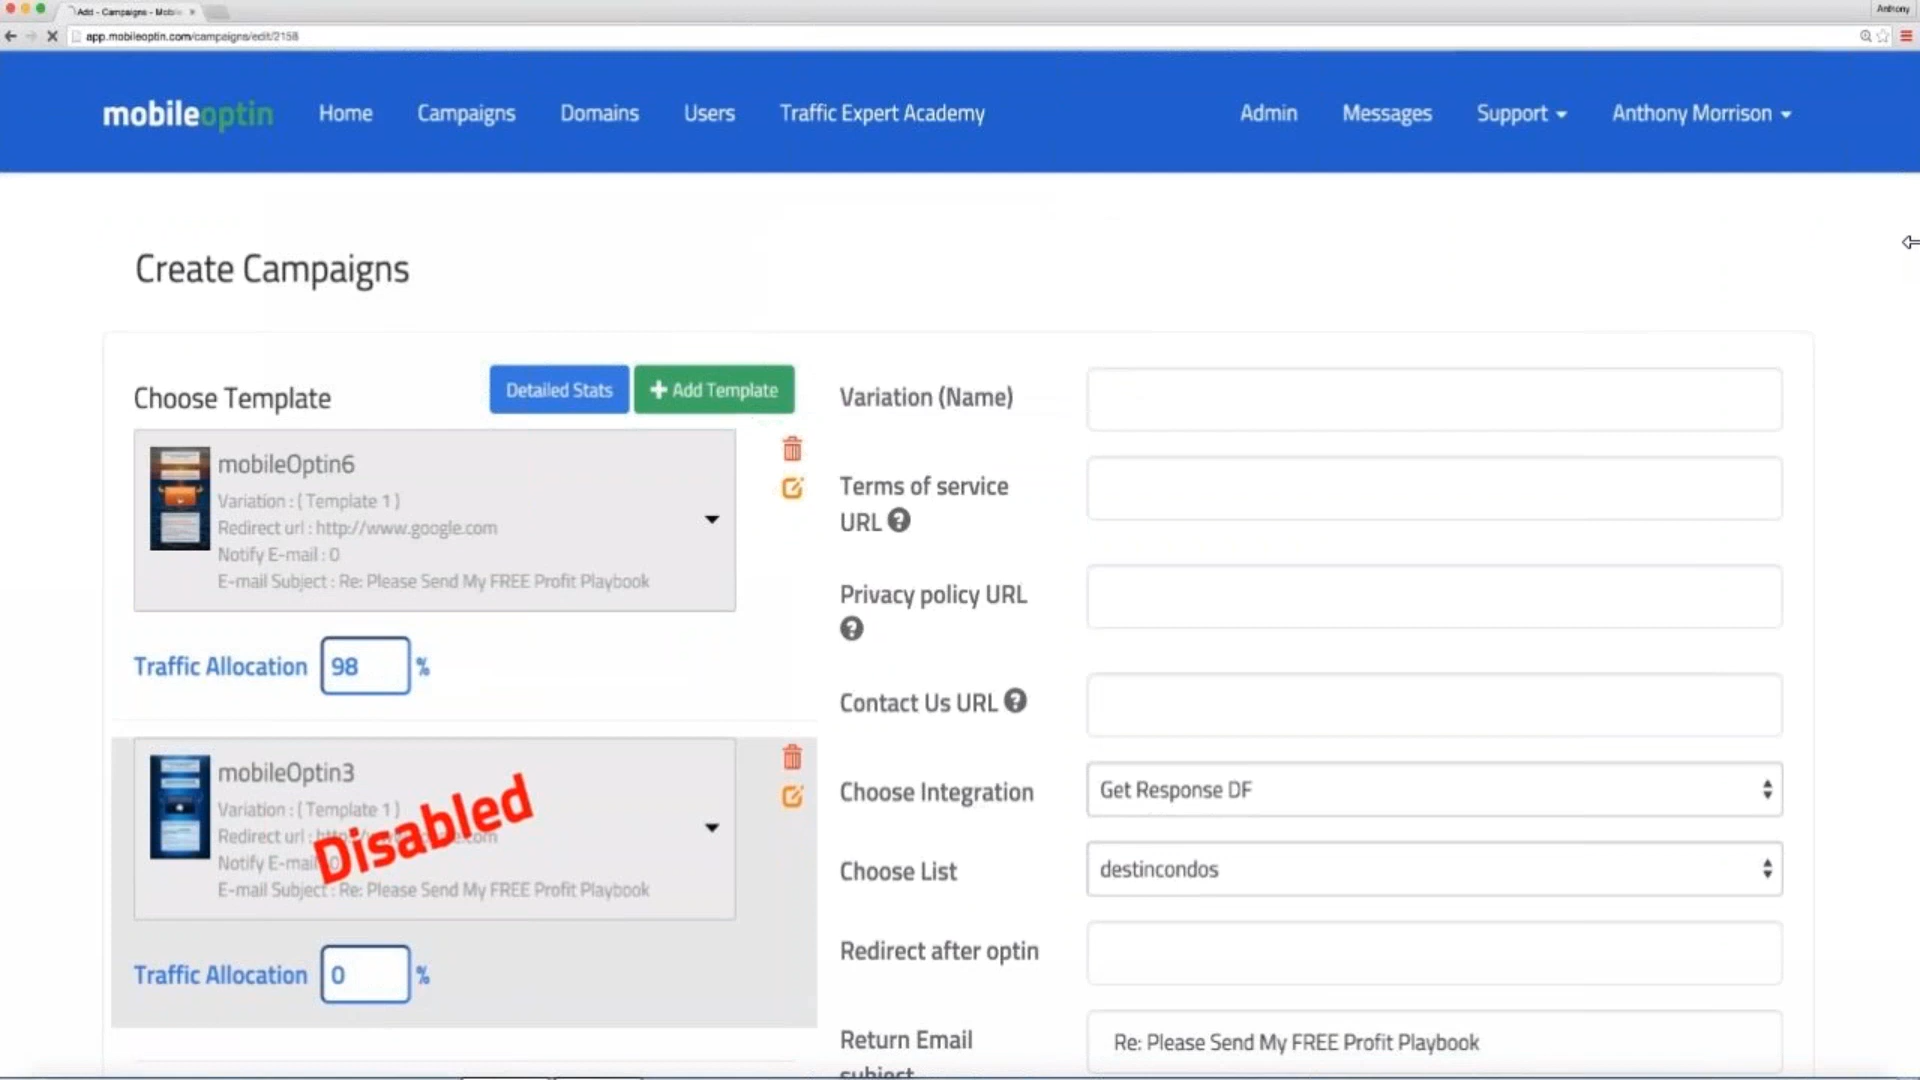 Add - Campaigns - Mobi
Anthony
app.mobileoptin.com/campaigns/edit/2158
mobileoptin
Home
Campaigns
Domains
Users
Traffic Expert Academy
Admin
Messages
Support
Anthony Morrison
Create Campaigns
Choose Template
Detailed Stats
Add Template
mobileOptin6
Variation : ( Template 1 )
Redirect url : http://www.google.com
Notify E-mail : 0
E-mail Subject : Re: Please Send My FREE Profit Playbook
Traffic Allocation 98 %
mobileOptin3
Variation : ( Template 1 )
Redirect url :
Notify E-mail
E-mail Subject : Re: Please Send My FREE Profit Playbook
Disabled
Traffic Allocation 0 %
Variation (Name)
Terms of service
URL ?
Privacy policy URL
?
Contact Us URL ?
Choose Integration
Get Response DF
Choose List
destincondos
Redirect after optin
Return Email
subject
Re: Please Send My FREE Profit Playbook